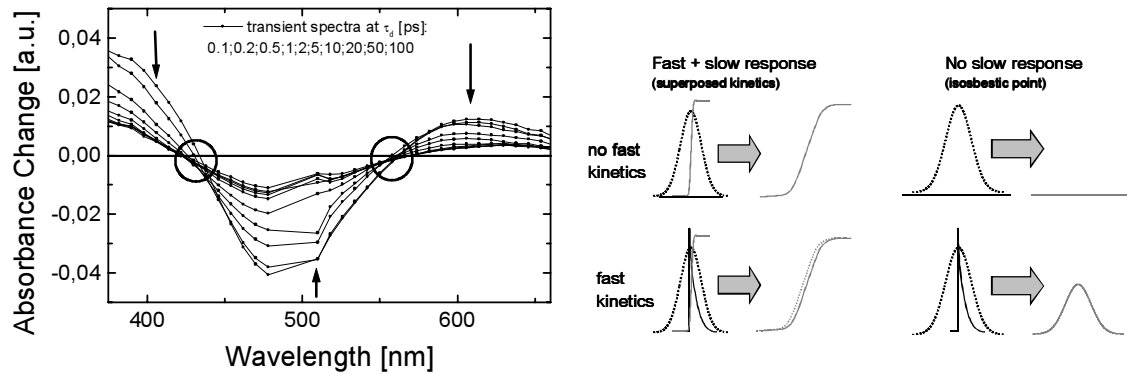 transient spectra at τd [ps]:
0.1;0.2;0.5;1;2;5;10;20;50;100
Absorbance Change [a.u.]
0,04
0,02
0,00
-0,02
-0,04
400
500
600
Wavelength [nm]
Fast + slow response
(superposed kinetics)
No slow response
(isosbestic point)
no fast
kinetics
fast
kinetics